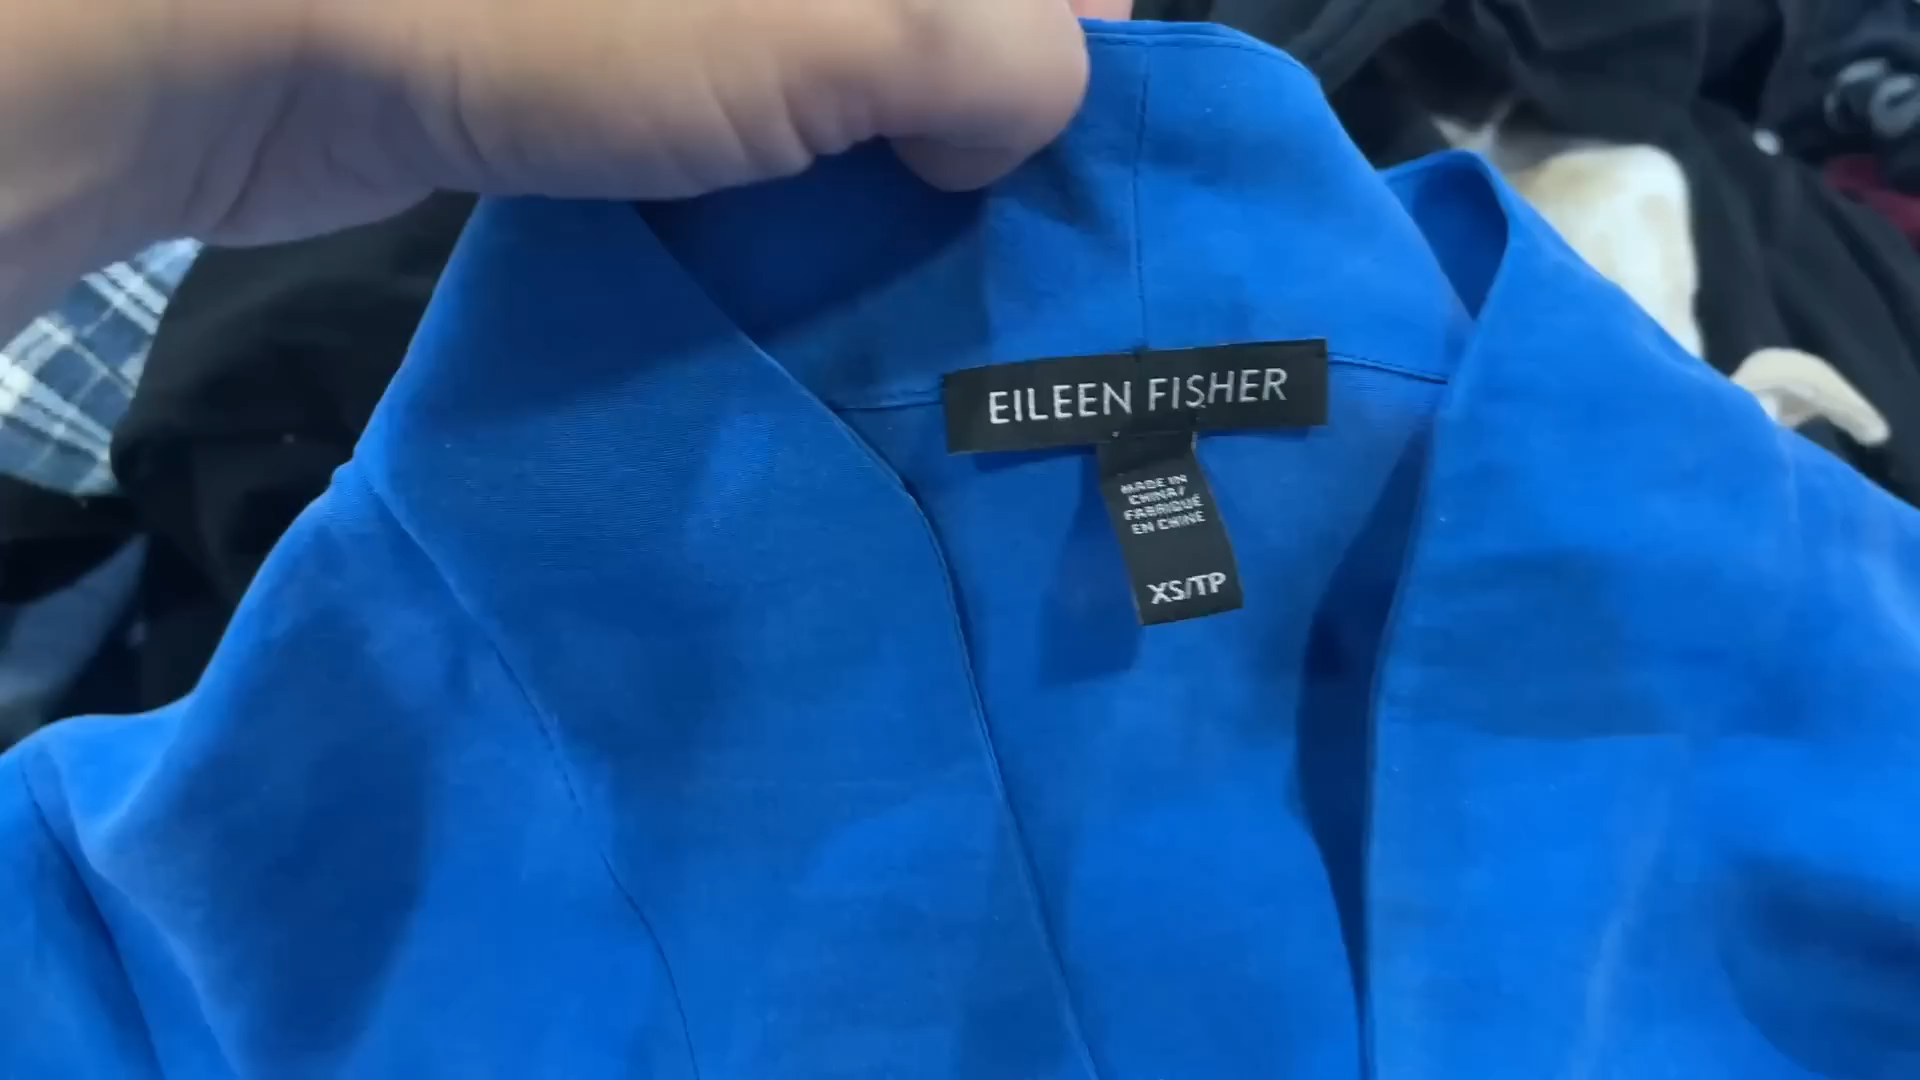 EILEEN FISHER
MADE IN
CHINA/
FABRIQUÉ
EN CHINE
XS/TP